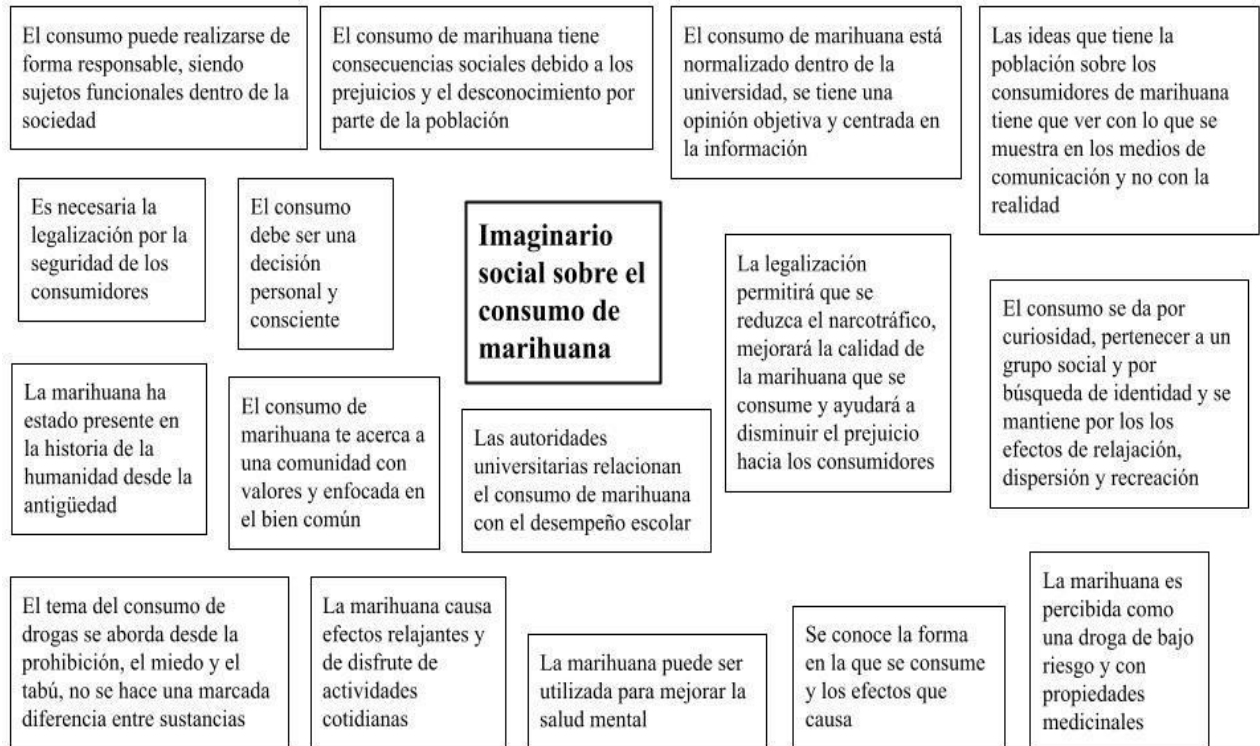 El consumo puede realizarse de
forma responsable, siendo
sujetos funcionales dentro de la
sociedad
El consumo de marihuana tiene
consecuencias sociales debido a los
prejuicios y el desconocimiento por
parte de la población
El consumo de marihuana está
normalizado dentro de la
universidad, se tiene una
opinión objetiva y centrada en
la información
Las ideas que tiene la
población sobre los
consumidores de marihuana
tiene que ver con lo que se
muestra en los medios de
comunicación y no con la
realidad
Es necesaria la
legalización por la
seguridad de los
consumidores
El consumo
debe ser una
decisión
personal y
consciente
Imaginario
social sobre el
consumo de
marihuana
La legalización
permitirá que se
reduzca el narcotráfico,
mejorará la calidad de
la marihuana que se
consume y ayudará a
disminuir el prejuicio
hacia los consumidores
El consumo se da por
curiosidad, pertenecer a un
grupo social y por
búsqueda de identidad y se
mantiene por los los
efectos de relajación,
dispersión y recreación
La marihuana ha
estado presente en
la historia de la
humanidad desde la
antigüedad
El consumo de
marihuana te acerca a
una comunidad con
valores y enfocada en
el bien común
Las autoridades
universitarias relacionan
el consumo de marihuana
con el desempeño escolar
El tema del consumo de
drogas se aborda desde la
prohibición, el miedo y el
tabú, no se hace una marcada
diferencia entre sustancias
La marihuana causa
efectos relajantes y
de disfrute de
actividades
cotidianas
La marihuana puede ser
utilizada para mejorar la
salud mental
Se conoce la forma
en la que se consume
y los efectos que
causa
La marihuana es
percibida como
una droga de bajo
riesgo y con
propiedades
medicinales